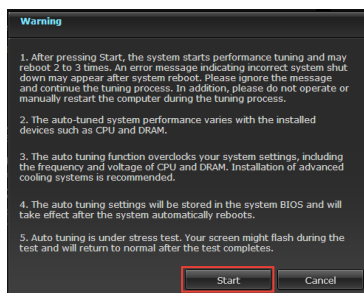 Warning
1. After pressing Start, the system starts performance tuning and may
reboot 2 to 3 times. An error message indicating incorrect system shut
down may appear after system reboot. Please ignore the message
and continue the tuning process. In addition, please do not operate or
manually restart the computer during the tuning process.
2. The auto-tuned system performance varies with the installed
devices such as CPU and DRAM.
3. The auto tuning function overclocks your system settings, including
the frequency and voltage of CPU and DRAM. Installation of advanced
cooling systems is recommended.
4. The auto tuning settings will be stored in the system BIOS and will
take effect after the system automatically reboots.
5. Auto tuning is under stress test. Your screen might flash during the
test and will return to normal after the test completes.
Start Cancel